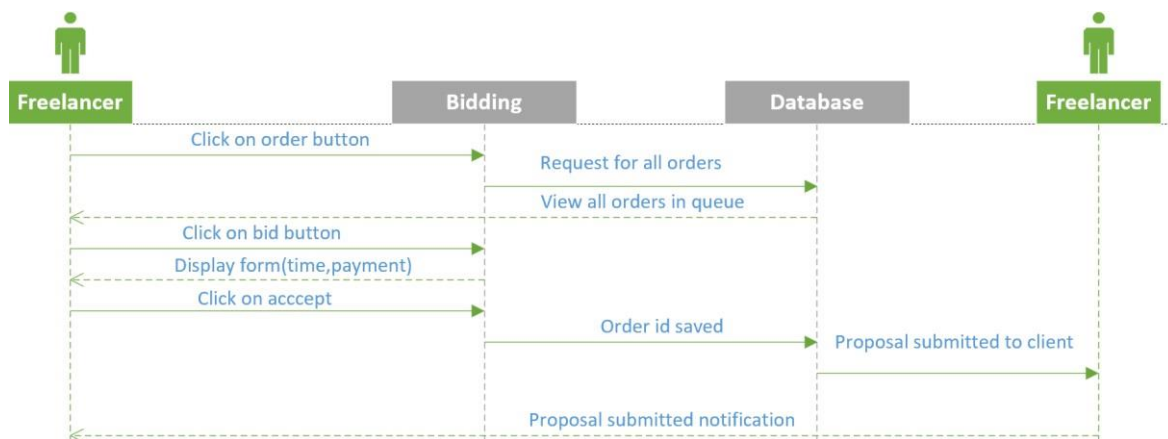 Freelancer
Bidding
Database
Freelancer
Click on order button
Request for all orders
View all orders in queue
Click on bid button
Display form(time,payment)
Click on acccept
Order id saved
Proposal submitted to client
Proposal submitted notification